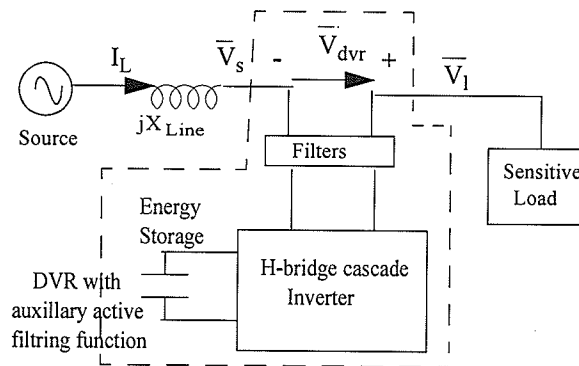 I_L
V̅_s
-
V̅_dvr
+
V̅_l
Source
jX_Line
Filters
Sensitive
Load
Energy
Storage
H-bridge cascade
Inverter
DVR with
auxillary active
filtring function